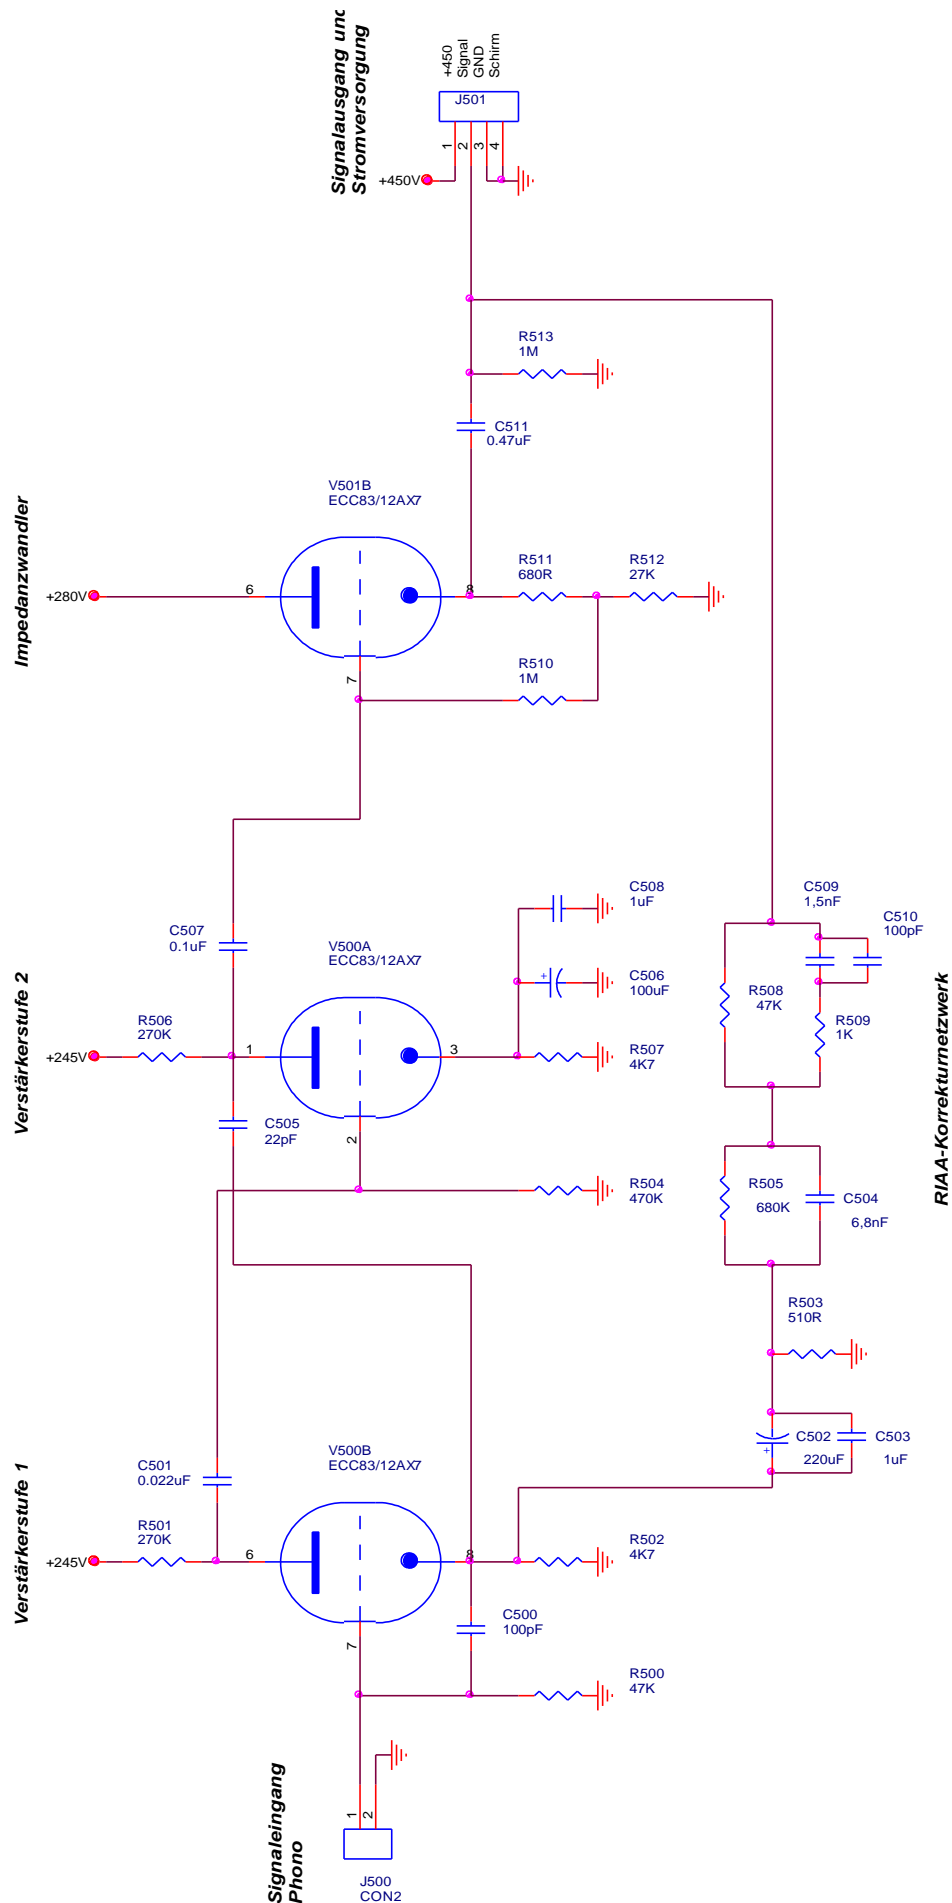 Signalausgang und
Stromversorgung
+450
Signal
GND
Schirm
J501
1
2
3
4
+450V
R513
1M
C511
0.47uF
Impedanzwandler
V501B
ECC83/12AX7
+280V
6
8
7
R511
680R
R512
27K
R510
1M
C508
1uF
C509
1,5nF
C510
100pF
C507
0.1uF
V500A
ECC83/12AX7
C506
100uF
+
R508
47K
R509
1K
Verstärkerstufe 2
R506
270K
+245V
1
3
2
R507
4K7
C505
22pF
RIAA-Korrekturnetzwerk
R504
470K
R505
680K
C504
6,8nF
R503
510R
C502
220uF
+
C503
1uF
Verstärkerstufe 1
V500B
ECC83/12AX7
C501
0.022uF
R501
270K
+245V
6
8
7
R502
4K7
C500
100pF
R500
47K
Signaleingang
Phono
1
2
J500
CON2